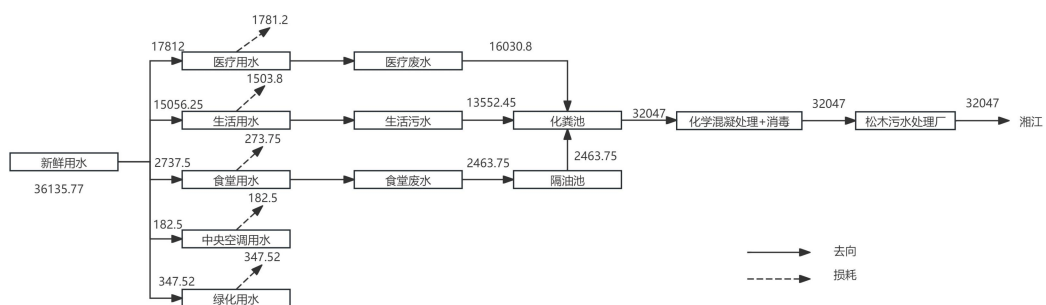 1781.2
17812
医疗用水
医疗废水
16030.8
1503.8
15056.25
生活用水
生活污水
13552.45
化粪池
32047
化学混凝处理+消毒
32047
松木污水处理厂
32047
湘江
273.75
新鲜用水
36135.77
2737.5
食堂用水
食堂废水
2463.75
隔油池
2463.75
182.5
182.5
中央空调用水
347.52
347.52
绿化用水
去向
损耗